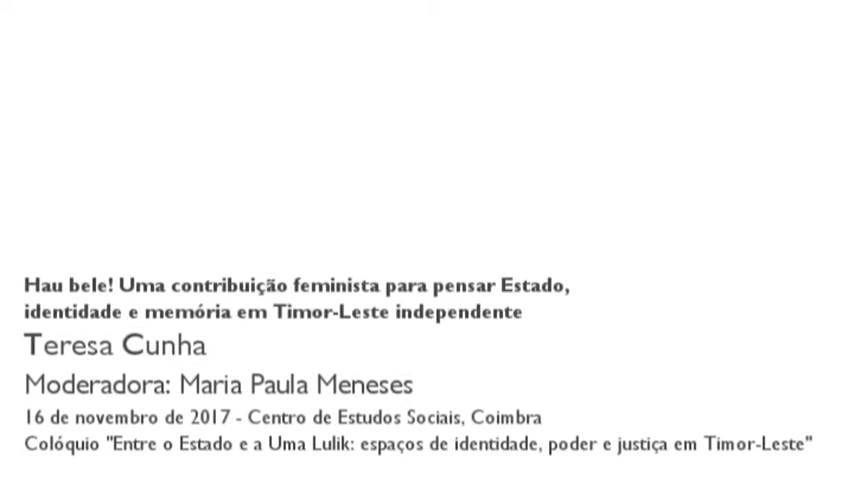 Hau bele! Uma contribuição feminista para pensar Estado,
identidade e memória em Timor-Leste independente
Teresa Cunha
Moderadora: Maria Paula Meneses
16 de novembro de 2017 - Centro de Estudos Sociais, Coimbra
Colóquio "Entre o Estado e a Uma Lulik: espaços de identidade, poder e justiça em Timor-Leste"